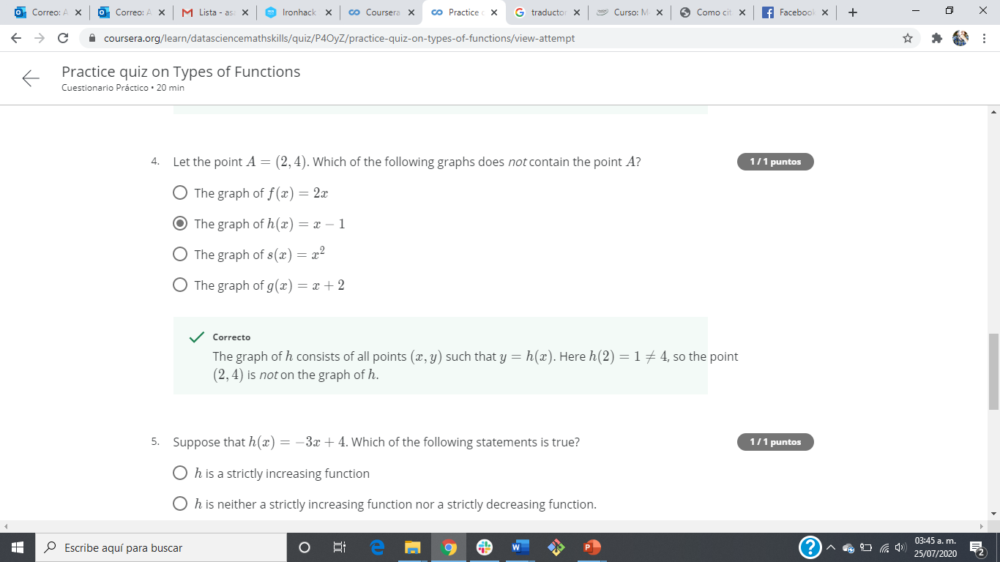 Correo: A
Correo: A
Lista - asa
Ironhack
Coursera
Practice
traductor
Curso: M
Como cit
Facebook
coursera.org/learn/datasciencemathskills/quiz/P4OyZ/practice-quiz-on-types-of-functions/view-attempt
Practice quiz on Types of Functions
Cuestionario Práctico • 20 min
4. Let the point A = (2, 4). Which of the following graphs does not contain the point A?
1 / 1 puntos
The graph of f(x) = 2x
The graph of h(x) = x − 1
The graph of s(x) = x²
The graph of g(x) = x + 2
Correcto
The graph of h consists of all points (x, y) such that y = h(x). Here h(2) = 1 ≠ 4, so the point
(2, 4) is not on the graph of h.
5. Suppose that h(x) = −3x + 4. Which of the following statements is true?
1 / 1 puntos
h is a strictly increasing function
h is neither a strictly increasing function nor a strictly decreasing function.
Escribe aquí para buscar
03:45 a. m.
25/07/2020
2